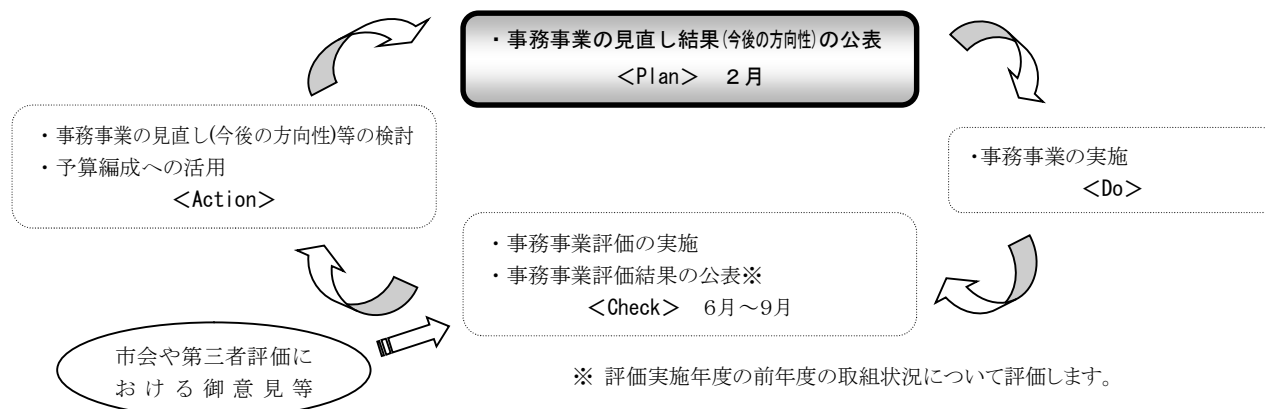 ・事務事業の見直し結果(今後の方向性)の公表
＜Plan＞ 2月
・事務事業の見直し(今後の方向性)等の検討
・予算編成への活用
＜Action＞
・事務事業の実施
＜Do＞
・事務事業評価の実施
・事務事業評価結果の公表※
＜Check＞ 6月～9月
市会や第三者評価に
おける御意見等
※ 評価実施年度の前年度の取組状況について評価します。